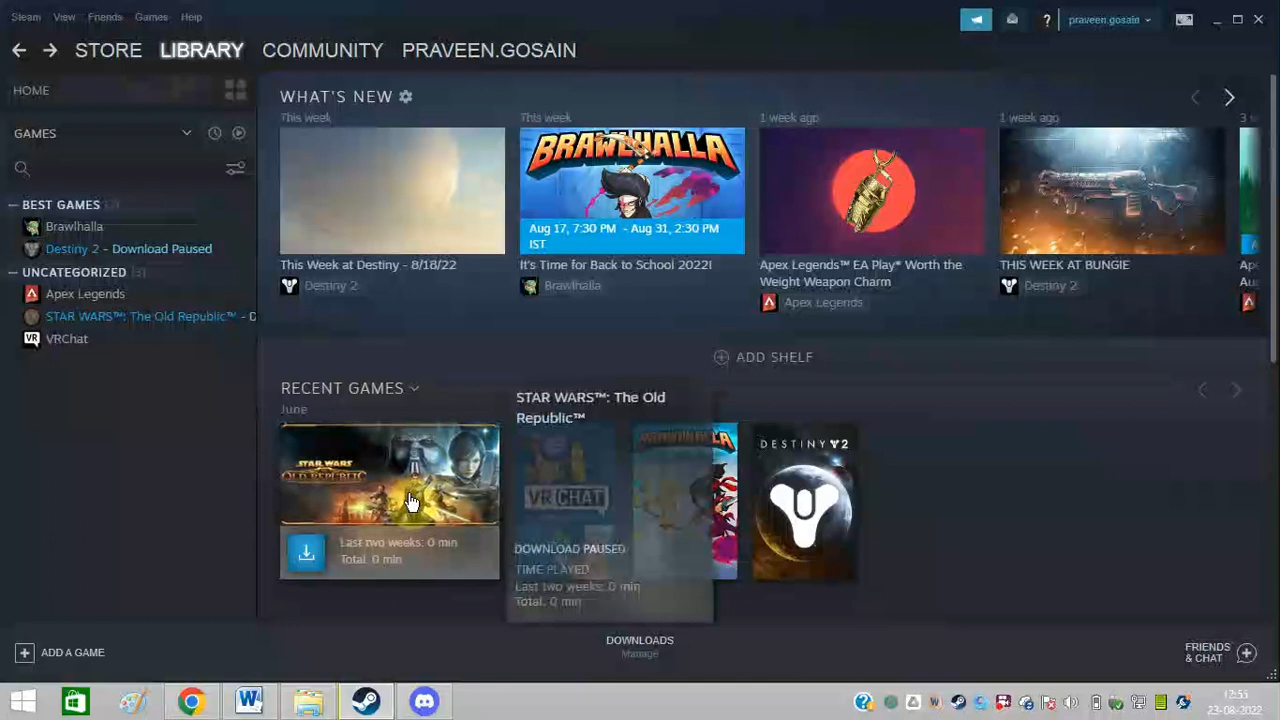 Steam View Friends Games Help
praveen.gosain
STORE LIBRARY COMMUNITY PRAVEEN.GOSAIN
HOME
GAMES
BEST GAMES
Brawlhalla
Destiny 2 - Download Paused
UNCATEGORIZED
Apex Legends
STAR WARS™: The Old Republic™ - D
VRChat
WHAT'S NEW
This week
This week
1 week ago
1 week ago
3 w
BRAWLHALLA
Aug 17, 7:30 PM - Aug 31, 2:30 PM
IST
This Week at Destiny - 8/18/22
Destiny 2
It's Time for Back to School 2022!
Brawlhalla
Apex Legends™ EA Play* Worth the
Weight Weapon Charm
Apex Legends
THIS WEEK AT BUNGIE
Destiny 2
ADD SHELF
RECENT GAMES
June
STAR WARS
OLD REPUBLIC
Last two weeks: 0 min
Total: 0 min
STAR WARS™: The Old
Republic™
VRCHAT
DOWNLOAD PAUSED
TIME PLAYED
Last two weeks: 0 min
Total: 0 min
DESTINY 2
ADD A GAME
DOWNLOADS
Manage
FRIENDS
& CHAT
12:55
23-08-2022